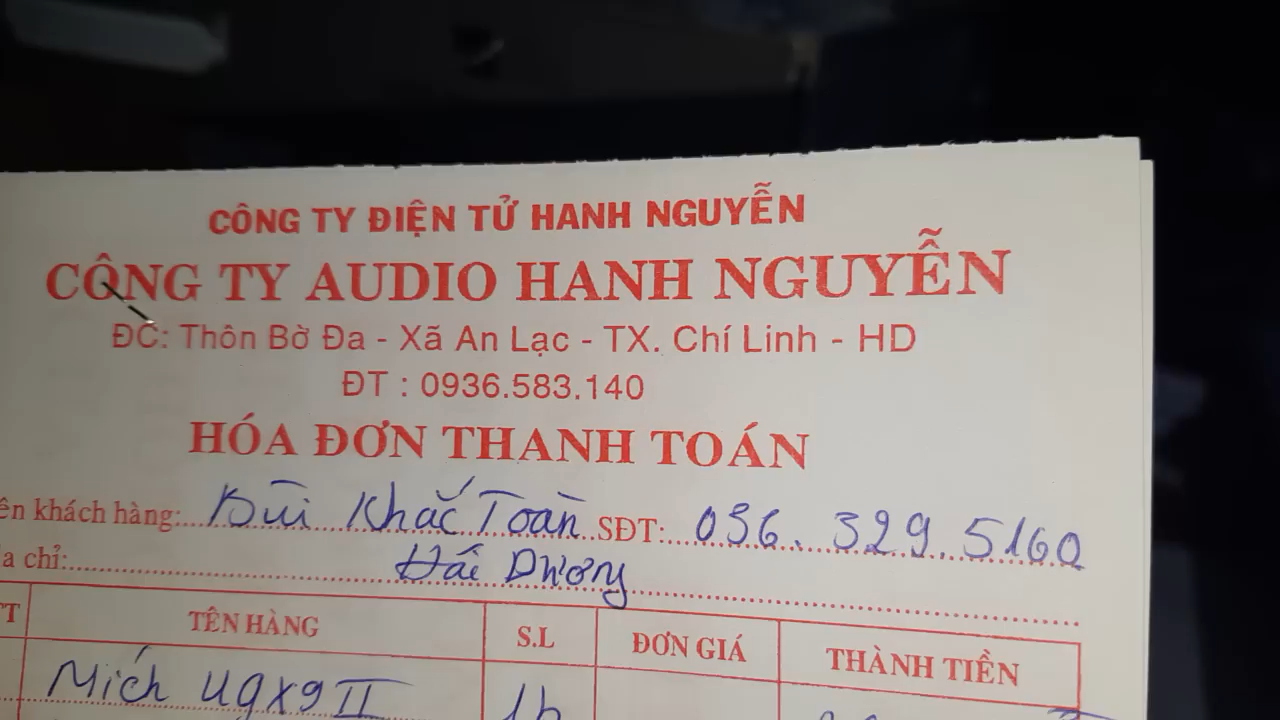 CÔNG TY ĐIỆN TỬ HANH NGUYỄN
CÔNG TY AUDIO HANH NGUYỄN
ĐC: Thôn Bờ Đa - Xã An Lạc - TX. Chí Linh - HD
ĐT : 0936.583.140
HÓA ĐƠN THANH TOÁN
ên khách hàng: Bùi Khắc Toàn SĐT: 036.329.5160
a chỉ: Hải Dương
TT TÊN HÀNG S.L ĐƠN GIÁ THÀNH TIỀN
Mích ugx9 II 1b